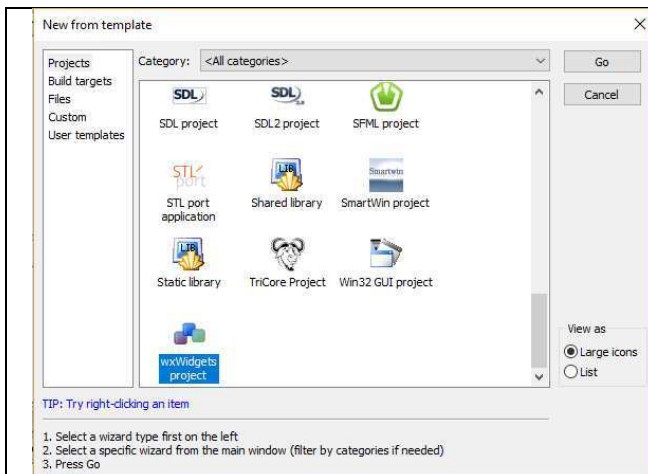 New from template
Projects
Build targets
Files
Custom
User templates
Category: <All categories>
Go
Cancel
SDL
SDL
SDL project
SDL2 project
SFML project
STL
port
LIB
Smartwin
STL port
application
Shared library
SmartWin project
LIB
Static library
TriCore Project
Win32 GUI project
wxWidgets
project
View as
Large icons
List
TIP: Try right-clicking an item
1. Select a wizard type first on the left
2. Select a specific wizard from the main window (filter by categories if needed)
3. Press Go